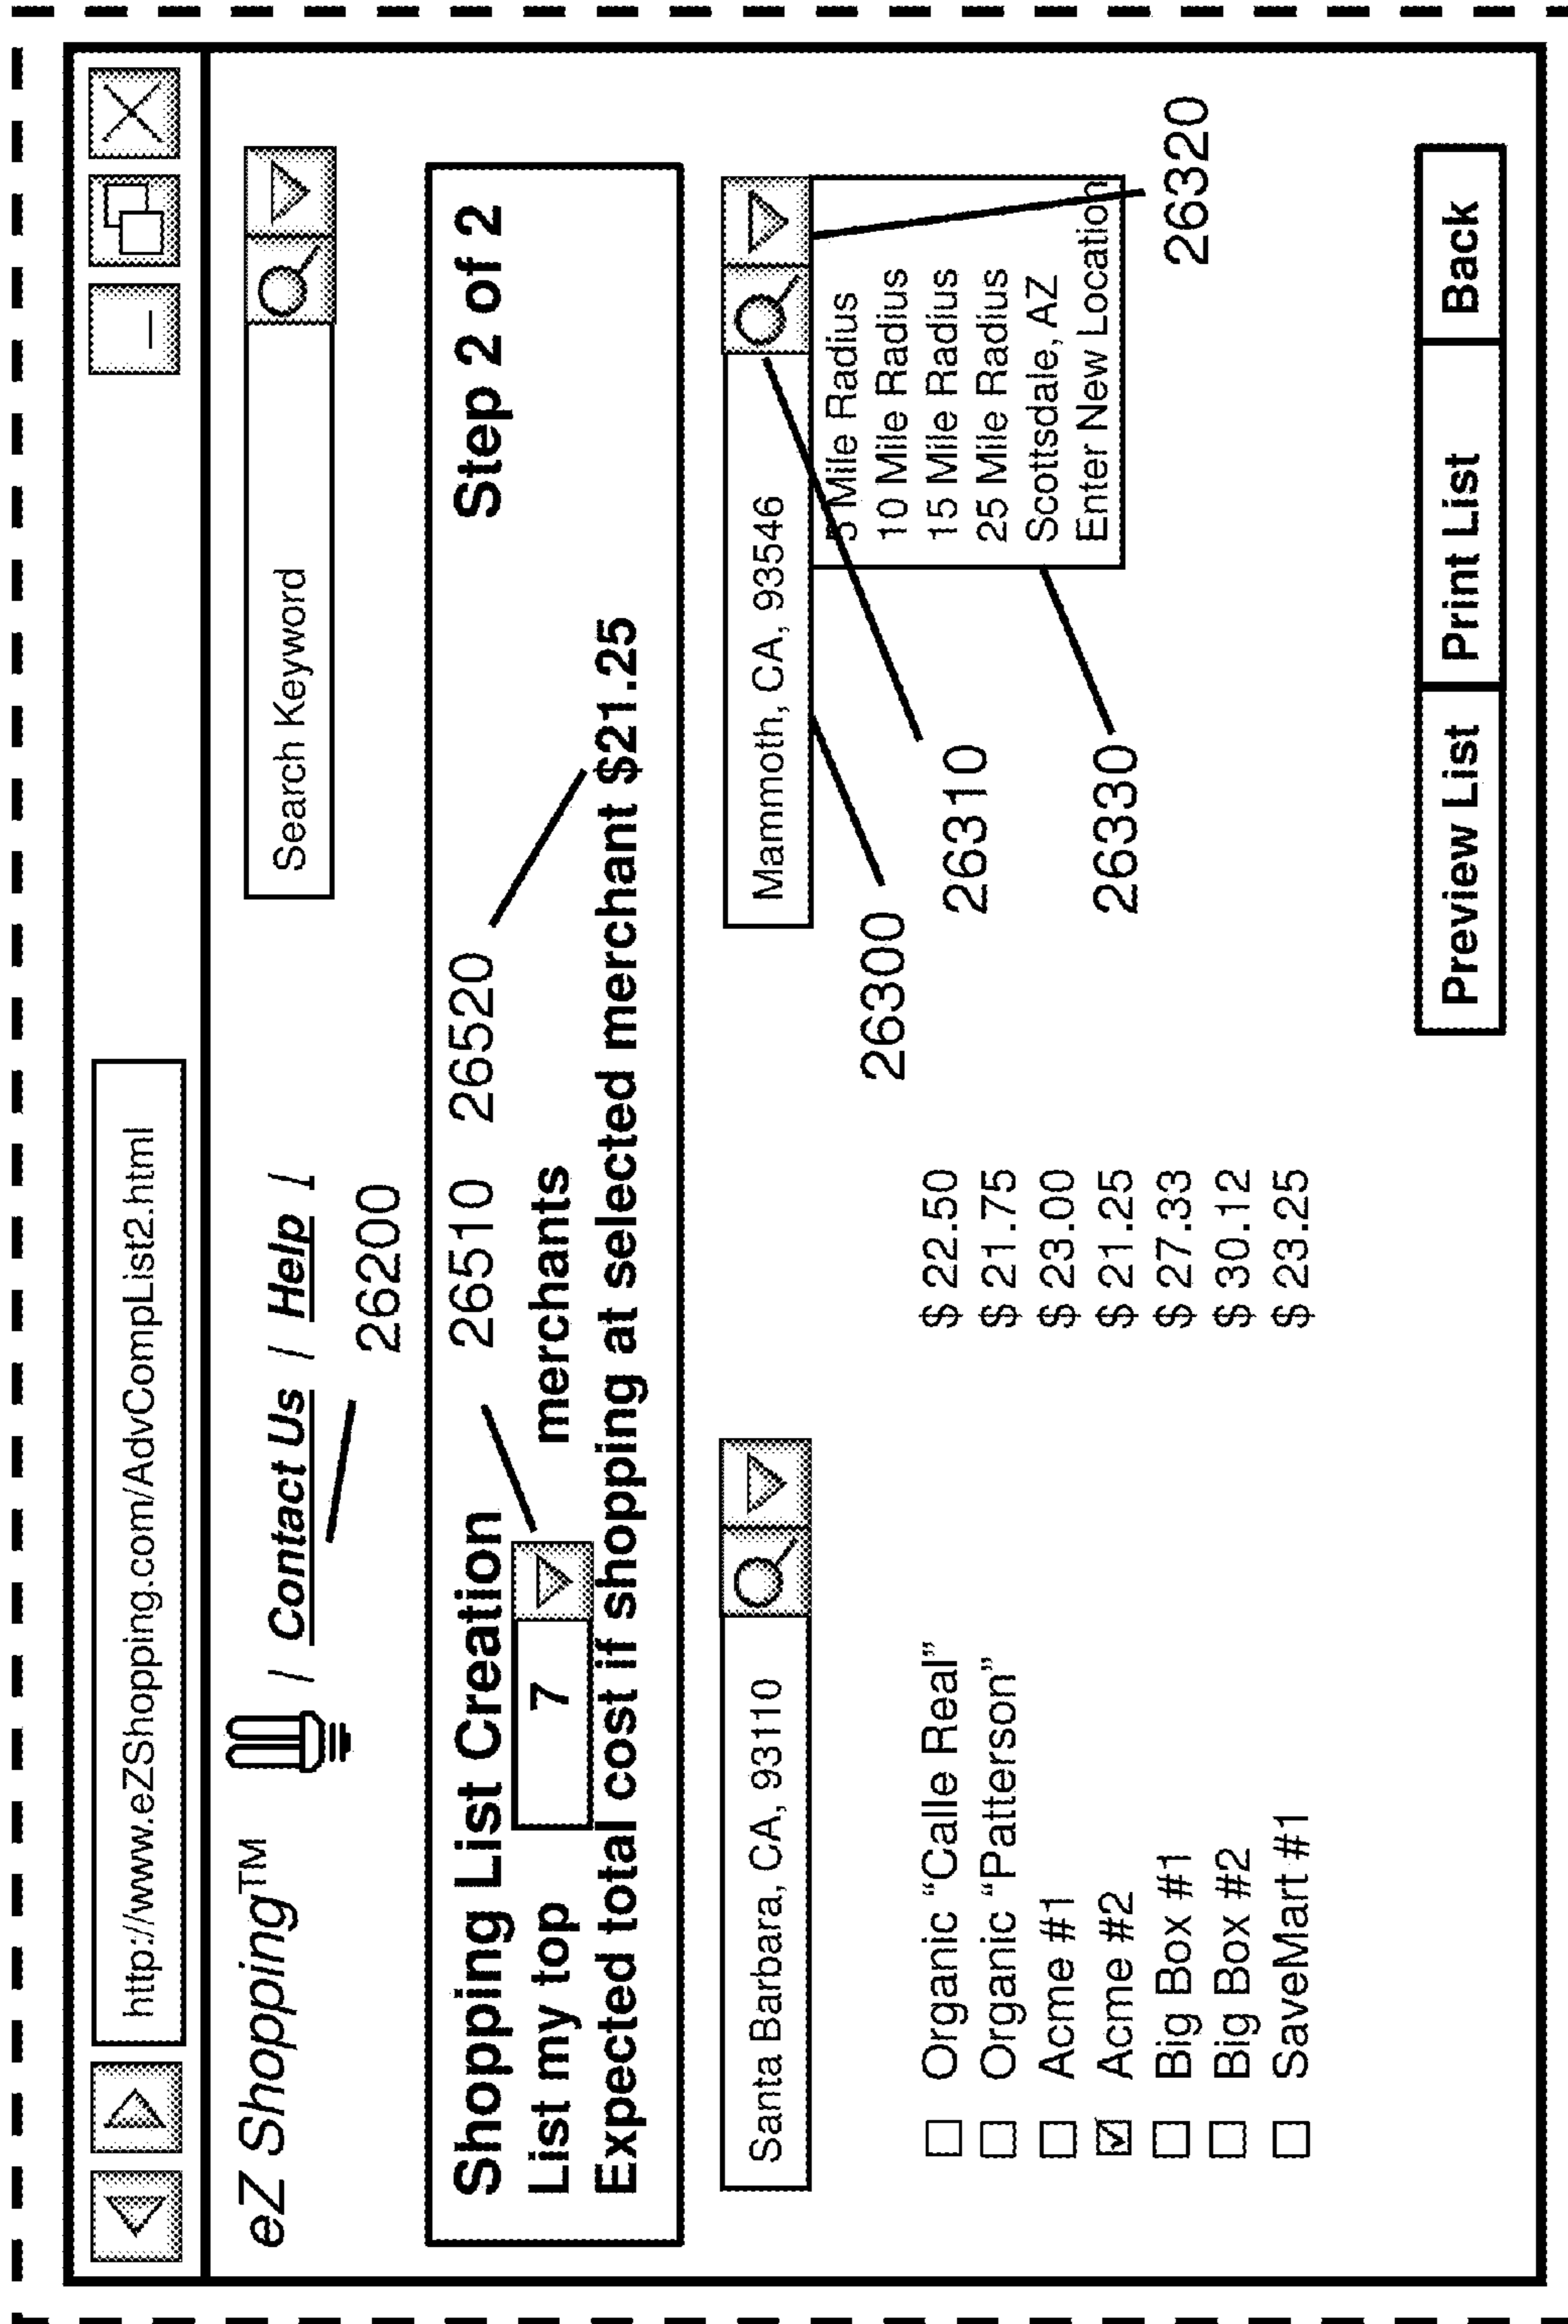 http://www.eZShopping.com/AdvCompList2.html
eZ Shopping™ / Contact Us / Help /
Search Keyword
26200
Shopping List Creation 26510 26520 Step 2 of 2
List my top 7 merchants
Expected total cost if shopping at selected merchant $21.25
Santa Barbara, CA, 93110
Mammoth, CA, 93546
5 Mile Radius
10 Mile Radius
15 Mile Radius
25 Mile Radius
Scottsdale, AZ
Enter New Location
26300
26310
26330
26320
Organic “Calle Real” $ 22.50
Organic “Patterson” $ 21.75
Acme #1 $ 23.00
Acme #2 $ 21.25
Big Box #1 $ 27.33
Big Box #2 $ 30.12
SaveMart #1 $ 23.25
Preview List Print List Back